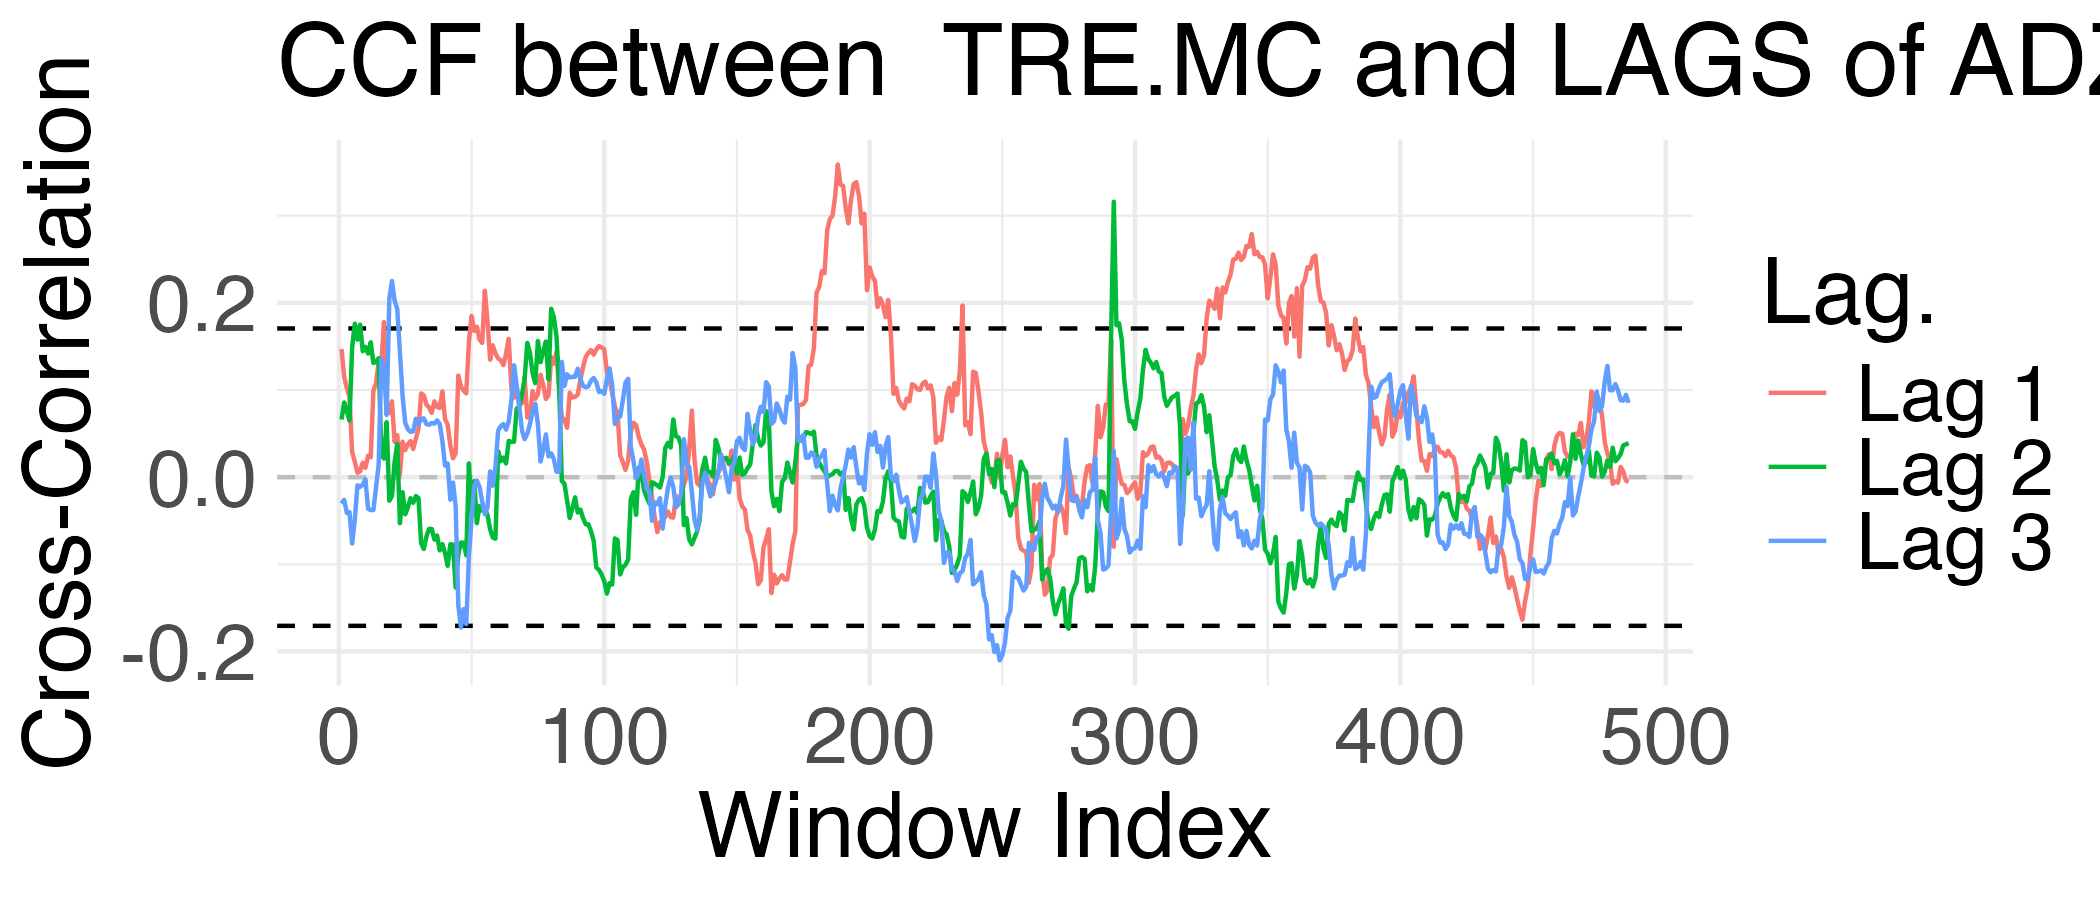 CCF between  TRE.MC and LAGS of ADZ
Cross-Correlation
0.2
0.0
-0.2
0 100 200 300 400 500
Window Index
Lag.
Lag 1
Lag 2
Lag 3